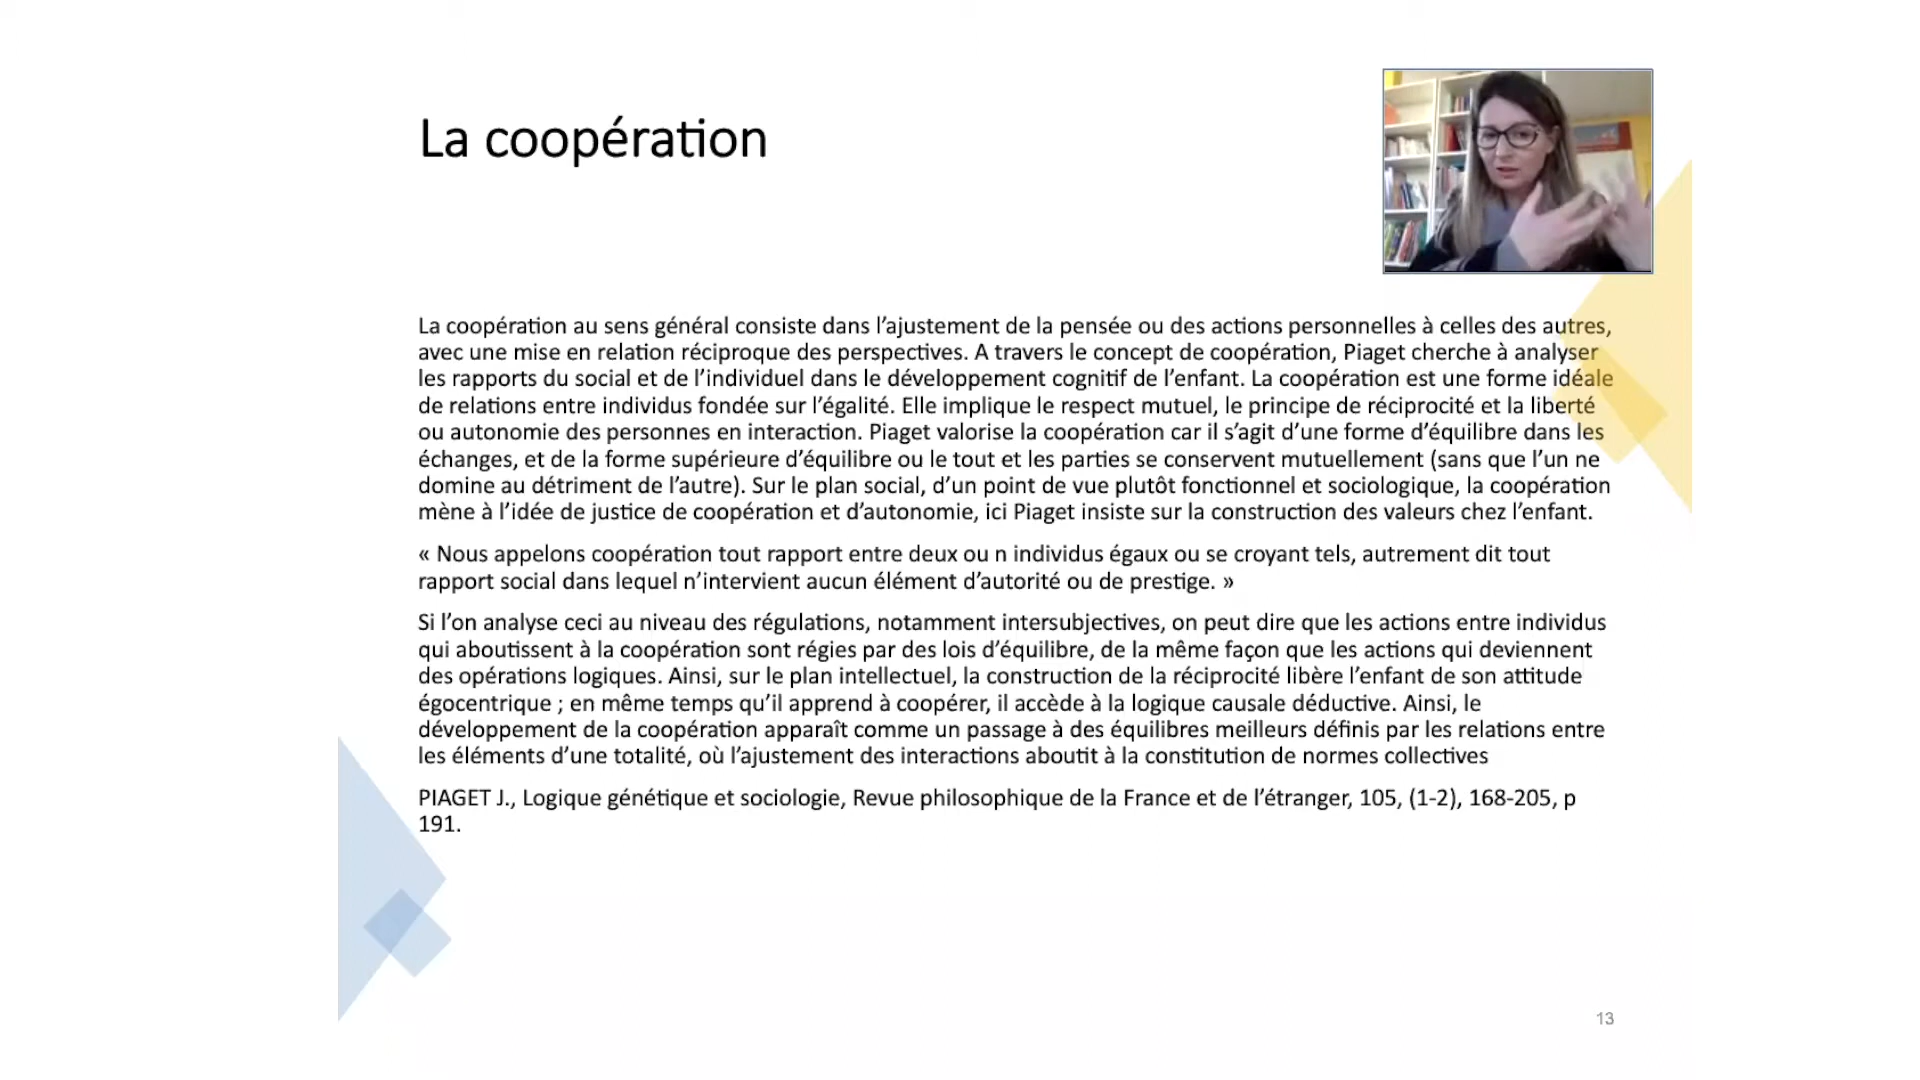 La coopération
La coopération au sens général consiste dans l’ajustement de la pensée ou des actions personnelles à celles des autres,
avec une mise en relation réciproque des perspectives. A travers le concept de coopération, Piaget cherche à analyser
les rapports du social et de l’individuel dans le développement cognitif de l’enfant. La coopération est une forme idéale
de relations entre individus fondée sur l’égalité. Elle implique le respect mutuel, le principe de réciprocité et la liberté
ou autonomie des personnes en interaction. Piaget valorise la coopération car il s’agit d’une forme d’équilibre dans les
échanges, et de la forme supérieure d’équilibre ou le tout et les parties se conservent mutuellement (sans que l’un ne
domine au détriment de l’autre). Sur le plan social, d’un point de vue plutôt fonctionnel et sociologique, la coopération
mène à l’idée de justice de coopération et d’autonomie, ici Piaget insiste sur la construction des valeurs chez l’enfant.
« Nous appelons coopération tout rapport entre deux ou n individus égaux ou se croyant tels, autrement dit tout
rapport social dans lequel n’intervient aucun élément d’autorité ou de prestige. »
Si l’on analyse ceci au niveau des régulations, notamment intersubjectives, on peut dire que les actions entre individus
qui aboutissent à la coopération sont régies par des lois d’équilibre, de la même façon que les actions qui deviennent
des opérations logiques. Ainsi, sur le plan intellectuel, la construction de la réciprocité libère l’enfant de son attitude
égocentrique ; en même temps qu’il apprend à coopérer, il accède à la logique causale déductive. Ainsi, le
développement de la coopération apparaît comme un passage à des équilibres meilleurs définis par les relations entre
les éléments d’une totalité, où l’ajustement des interactions aboutit à la constitution de normes collectives
PIAGET J., Logique génétique et sociologie, Revue philosophique de la France et de l’étranger, 105, (1-2), 168-205, p
191.
13